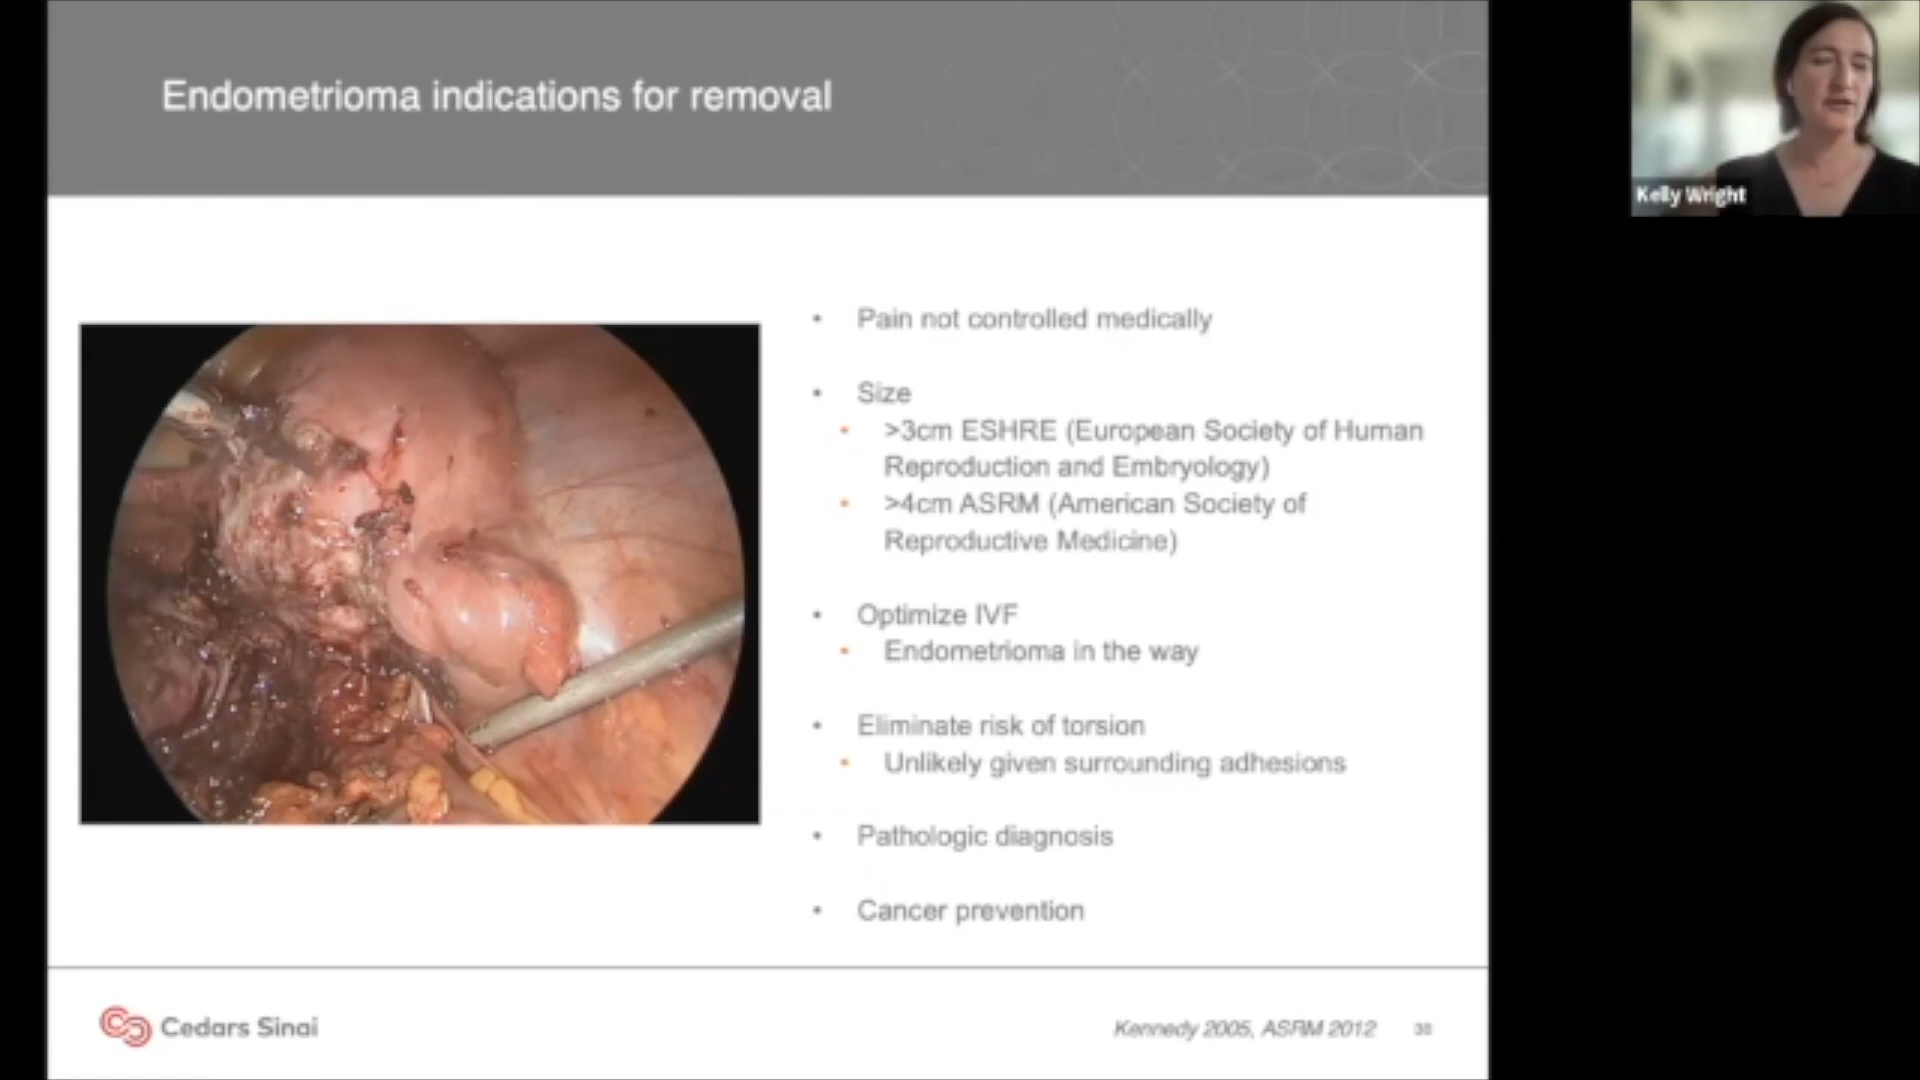 Endometrioma indications for removal
Kelly Wright
• Pain not controlled medically
• Size
• >3cm ESHRE (European Society of Human
Reproduction and Embryology)
• >4cm ASRM (American Society of
Reproductive Medicine)
• Optimize IVF
• Endometrioma in the way
• Eliminate risk of torsion
• Unlikely given surrounding adhesions
• Pathologic diagnosis
• Cancer prevention
Cedars Sinai
Kennedy 2005, ASRM 2012